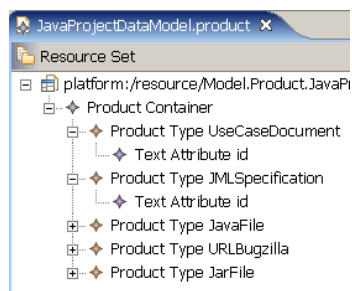 JavaProjectDataModel.product
Resource Set
platform:/resource/Model.Product.JavaPr
Product Container
Product Type UseCaseDocument
Text Attribute id
Product Type JMLSpecification
Text Attribute id
Product Type JavaFile
Product Type URLBugzilla
Product Type JarFile